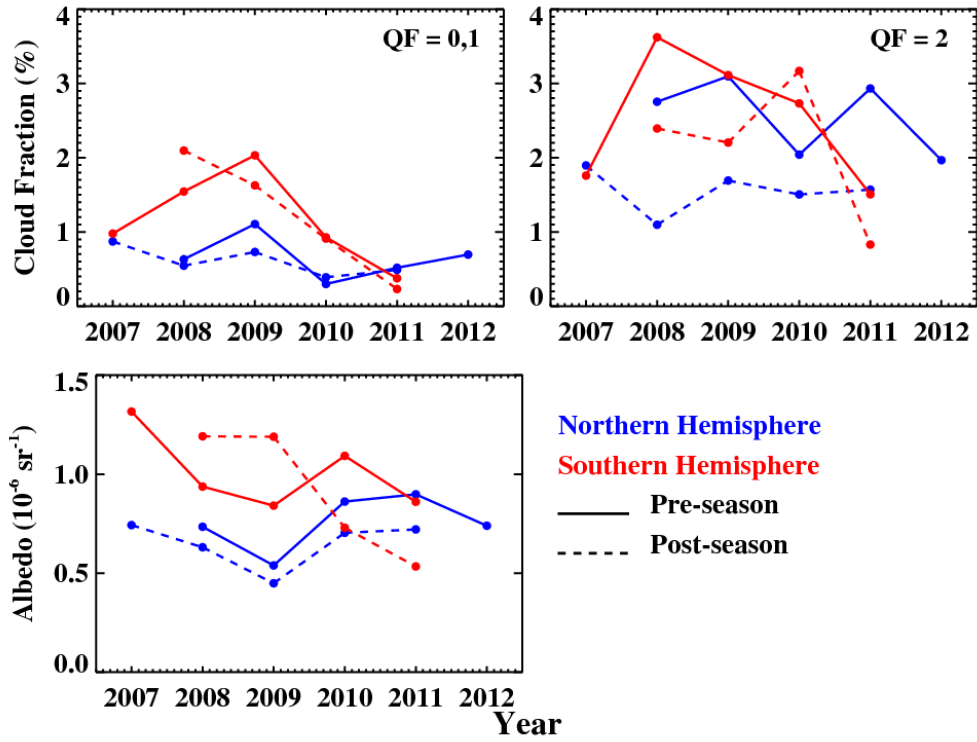 4
3
2
1
0
Cloud Fraction (%)
QF = 0,1
2007 2008 2009 2010 2011 2012
4
3
2
1
0
QF = 2
2007 2008 2009 2010 2011 2012
1.5
1.0
0.5
0.0
Albedo (10⁻⁶ sr⁻¹)
2007 2008 2009 2010 2011 2012
Year
Northern Hemisphere
Southern Hemisphere
Pre-season
Post-season